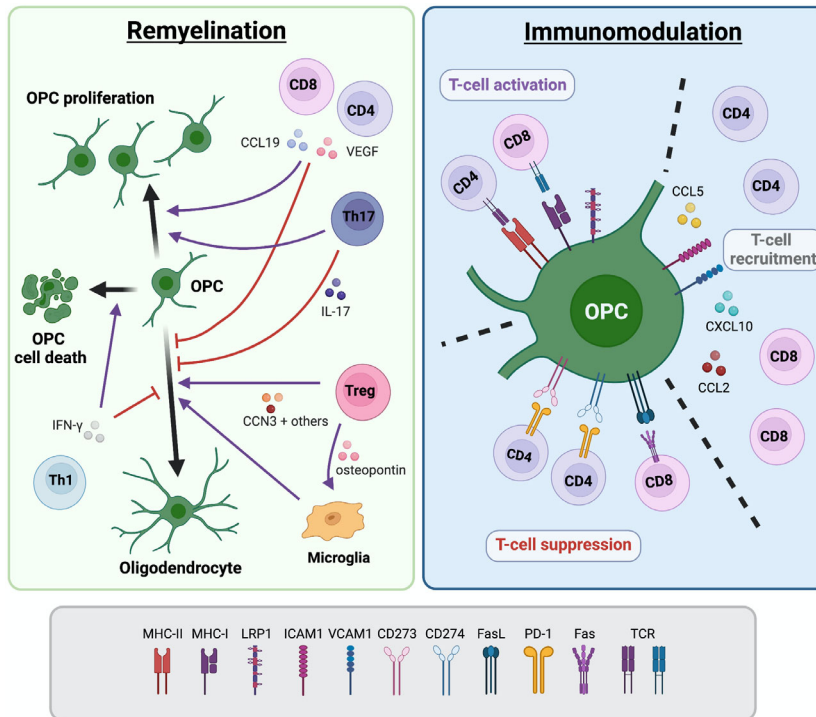 Remyelination
OPC proliferation
CD8
CD4
CCL19
VEGF
Th17
OPC
IL-17
OPC
cell death
Treg
CCN3 + others
IFN-γ
osteopontin
Th1
Oligodendrocyte
Microglia
Immunomodulation
T-cell activation
CD4
CD8
CD4
CD4
CCL5
T-cell
recruitment
OPC
CXCL10
CCL2
CD8
CD8
CD4
CD4
CD8
T-cell suppression
MHC-II
MHC-I
LRP1
ICAM1
VCAM1
CD273
CD274
FasL
PD-1
Fas
TCR